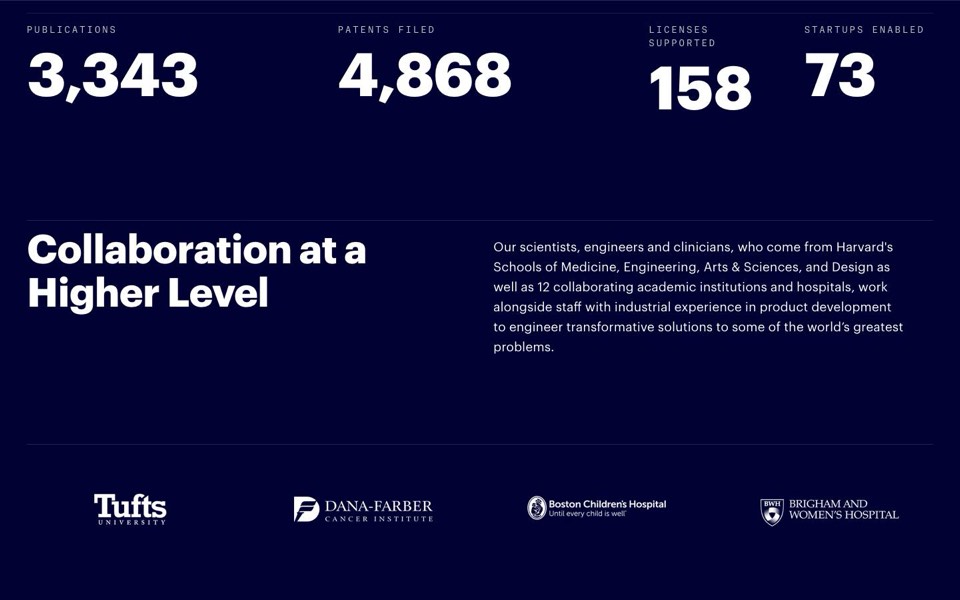 PUBLICATIONS
3,343
PATENTS FILED
4,868
LICENSES
SUPPORTED
158
STARTUPS ENABLED
73
Collaboration at a
Higher Level
Our scientists, engineers and clinicians, who come from Harvard's
Schools of Medicine, Engineering, Arts & Sciences, and Design as
well as 12 collaborating academic institutions and hospitals, work
alongside staff with industrial experience in product development
to engineer transformative solutions to some of the world’s greatest
problems.
Tufts
UNIVERSITY
DANA-FARBER
CANCER INSTITUTE
Boston Children's Hospital
Until every child is well™
BWH
BRIGHAM AND
WOMEN'S HOSPITAL